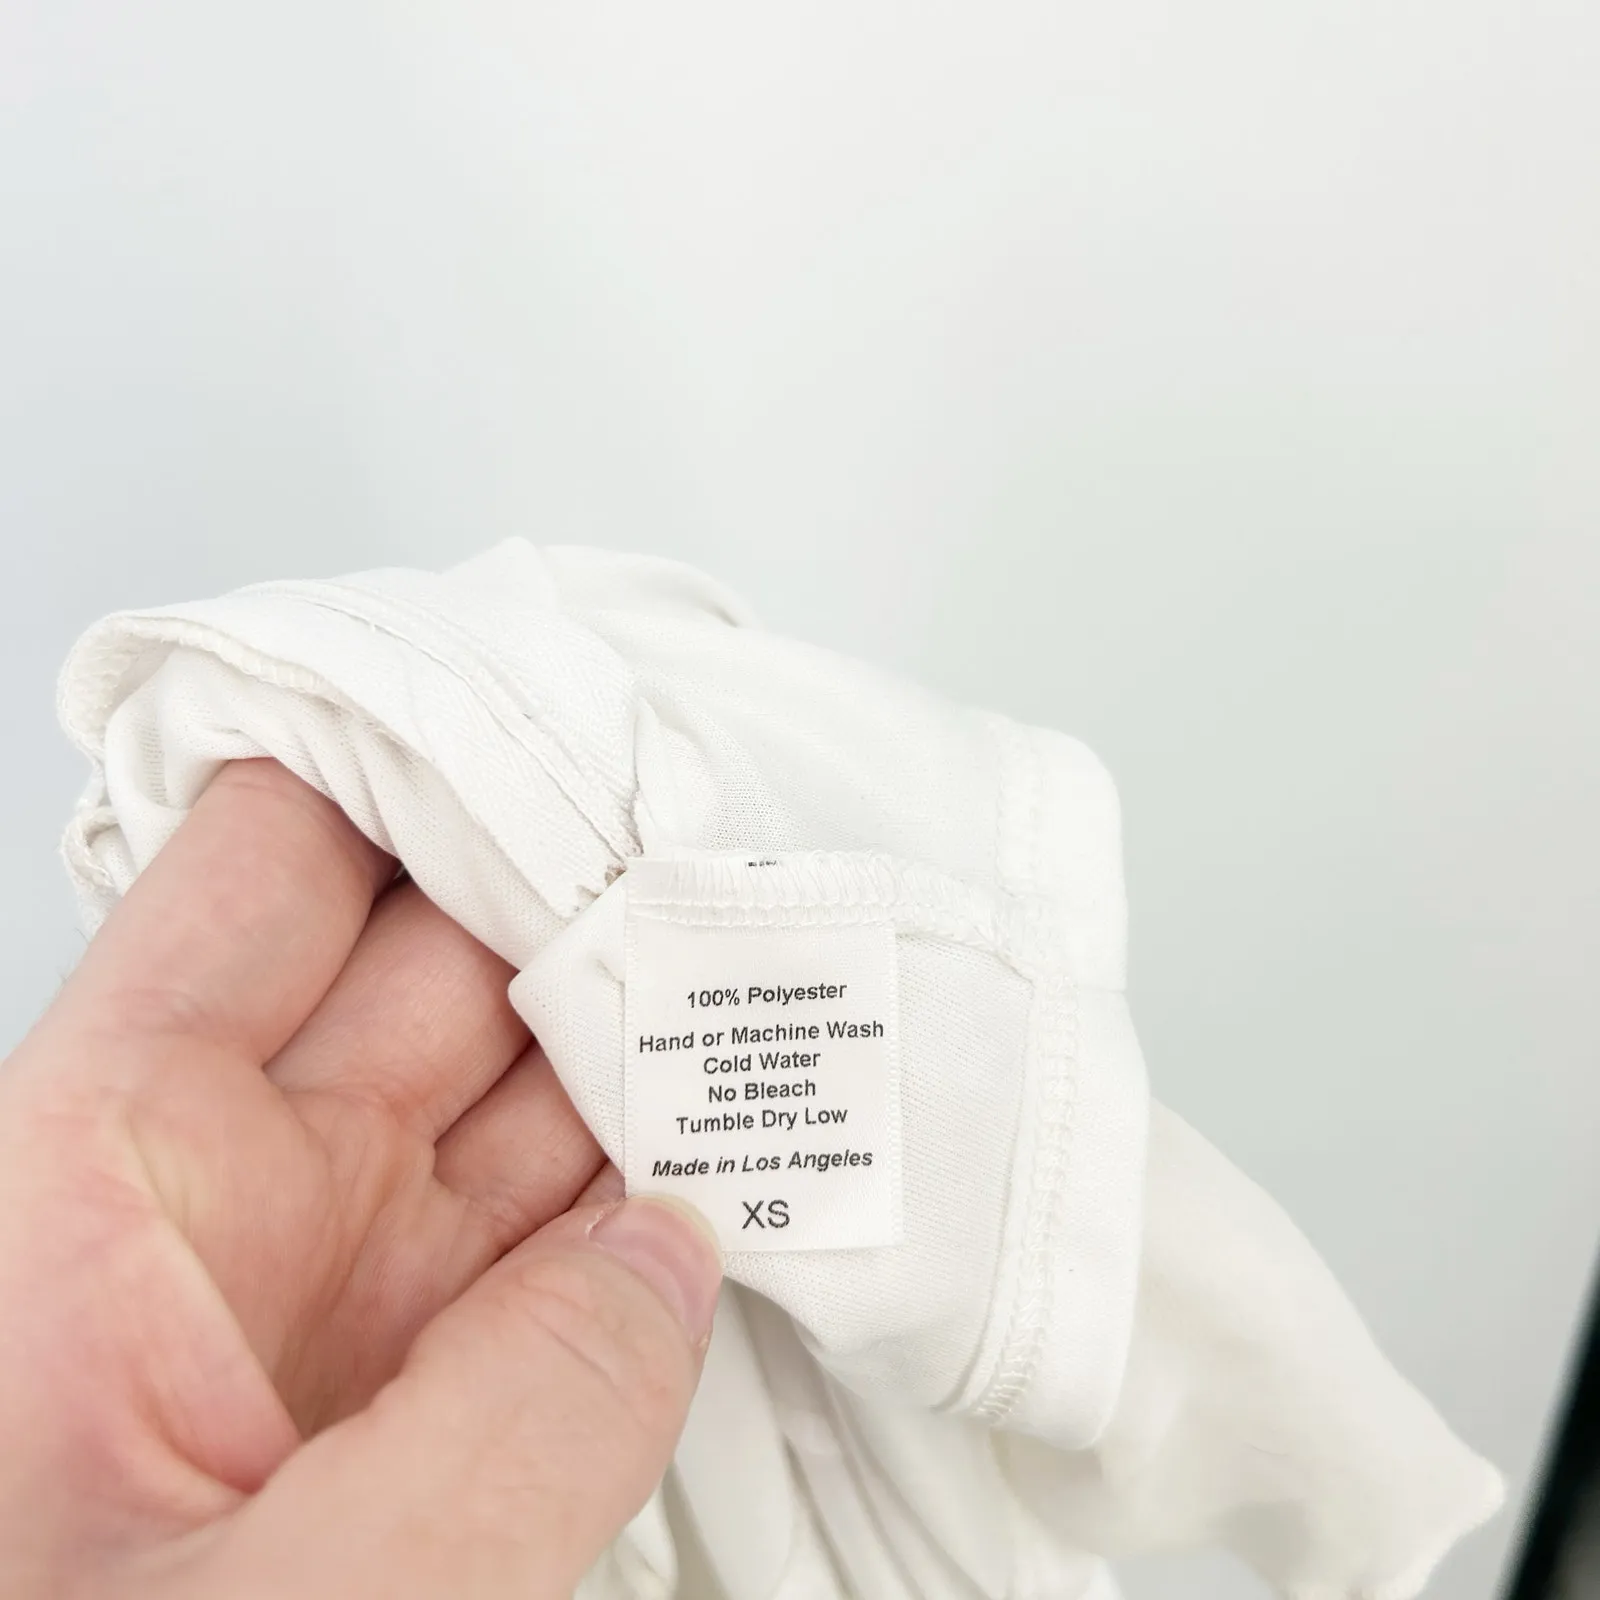 100% Polyester
Hand or Machine Wash
Cold Water
No Bleach
Tumble Dry Low
Made in Los Angeles
XS